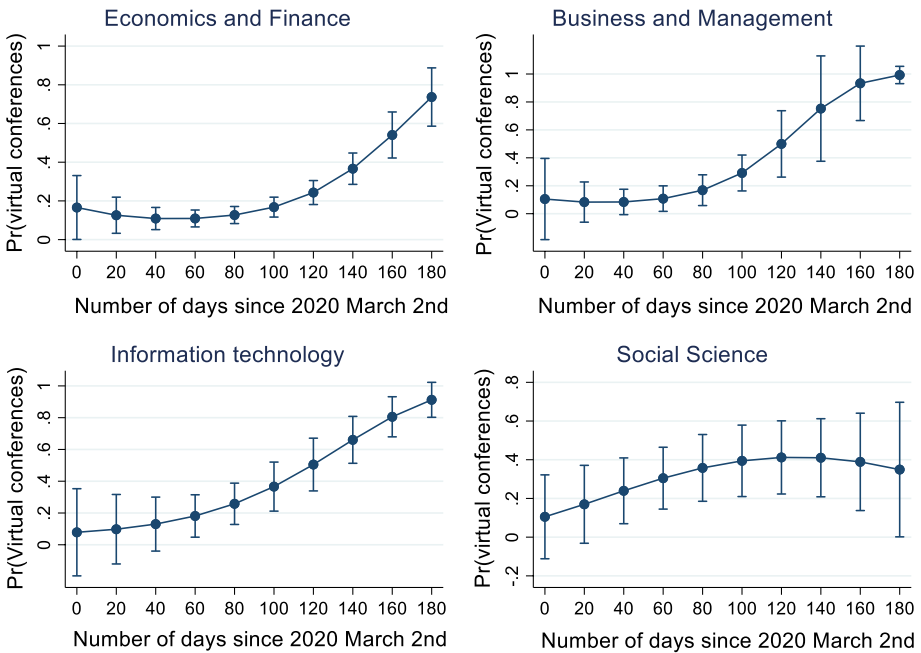 Economics and Finance
Pr(virtual conferences)
1
.8
.6
.4
.2
0
0 20 40 60 80 100 120 140 160 180
Number of days since 2020 March 2nd
Business and Management
Pr(Virtual conferences)
1
.8
.6
.4
.2
0
0 20 40 60 80 100 120 140 160 180
Number of days since 2020 March 2nd
Information technology
Pr(Virtual conferences)
1
.8
.6
.4
.2
0
0 20 40 60 80 100 120 140 160 180
Number of days since 2020 March 2nd
Social Science
Pr(virtual conferences)
.8
.6
.4
.2
0
-.2
0 20 40 60 80 100 120 140 160 180
Number of days since 2020 March 2nd